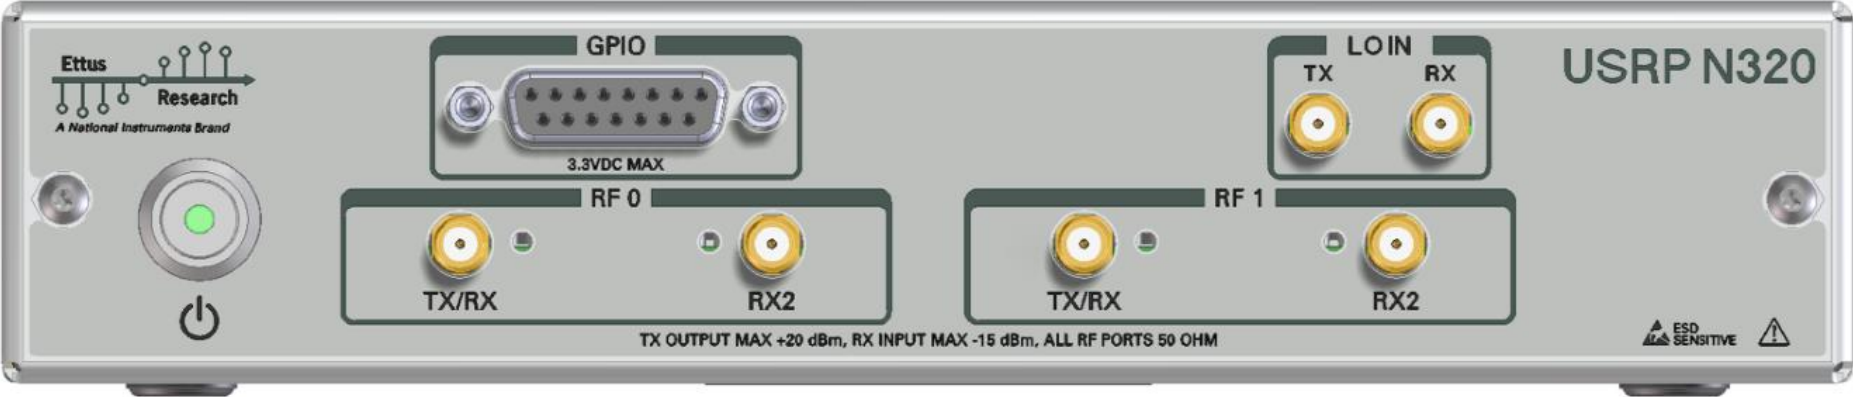 Ettus
Research
A National Instruments Brand
GPIO
3.3VDC MAX
LO IN
TX RX
USRP N320
RF 0
TX/RX RX2
RF 1
TX/RX RX2
TX OUTPUT MAX +20 dBm, RX INPUT MAX -15 dBm, ALL RF PORTS 50 OHM
ESD
SENSITIVE